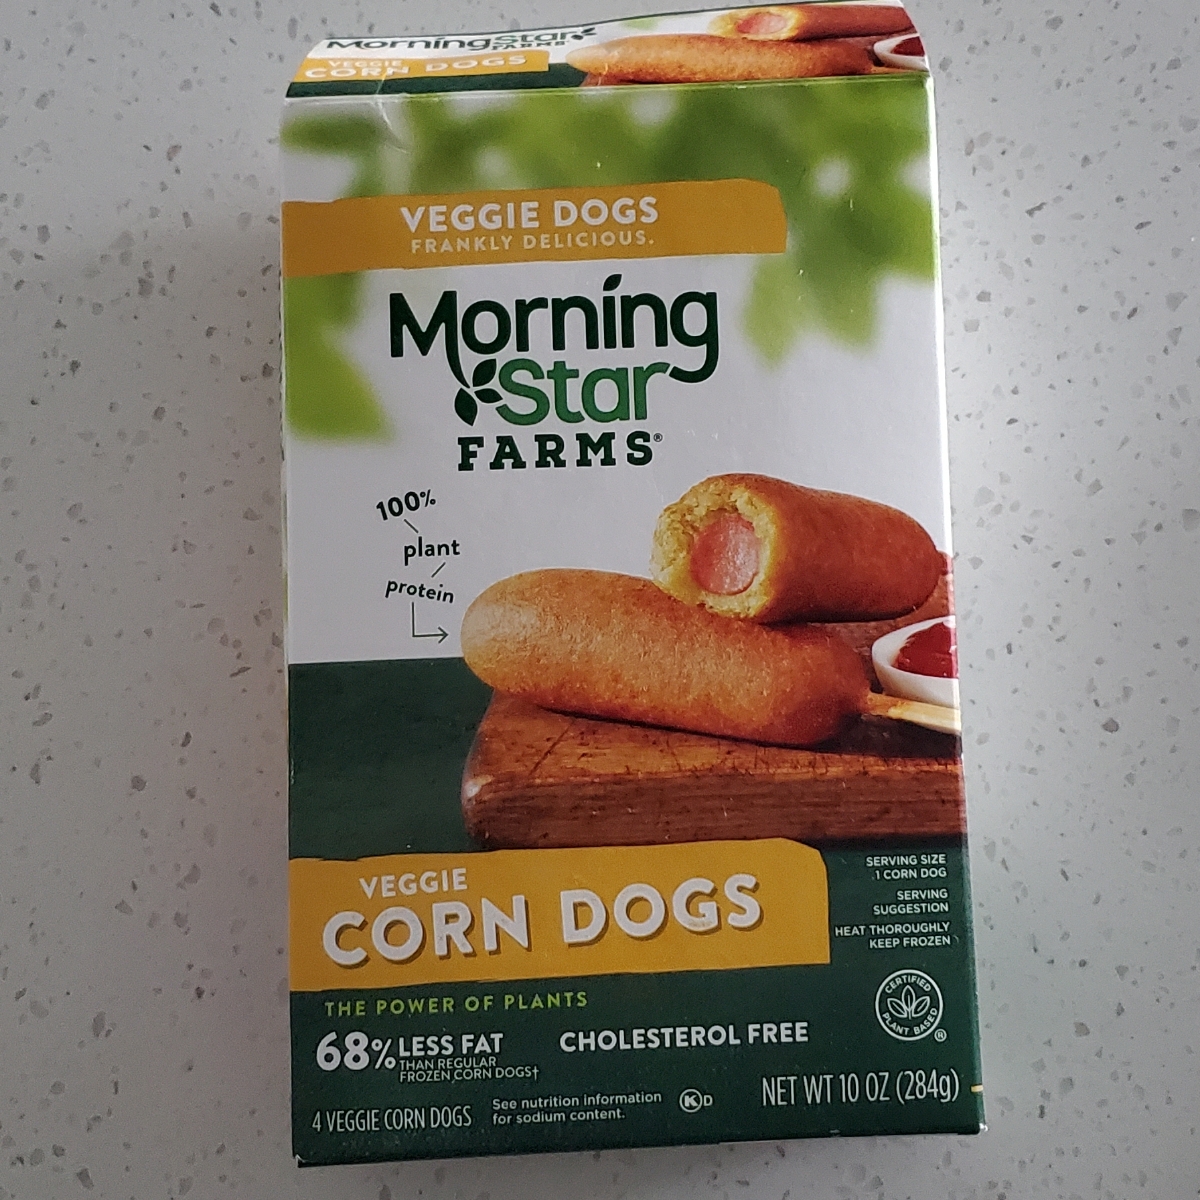 MorningStar
FARMS
VEGGIE
CORN DOGS
VEGGIE DOGS
FRANKLY DELICIOUS.
Morning
Star
FARMS®
100%
plant
protein
VEGGIE
CORN DOGS
SERVING SIZE
1 CORN DOG
SERVING
SUGGESTION
HEAT THOROUGHLY
KEEP FROZEN
THE POWER OF PLANTS
CERTIFIED
PLANT BASED
®
68% LESS FAT
THAN REGULAR
FROZEN CORN DOGS†
CHOLESTEROL FREE
4 VEGGIE CORN DOGS
See nutrition information
for sodium content.
K D
NET WT 10 OZ (284g)